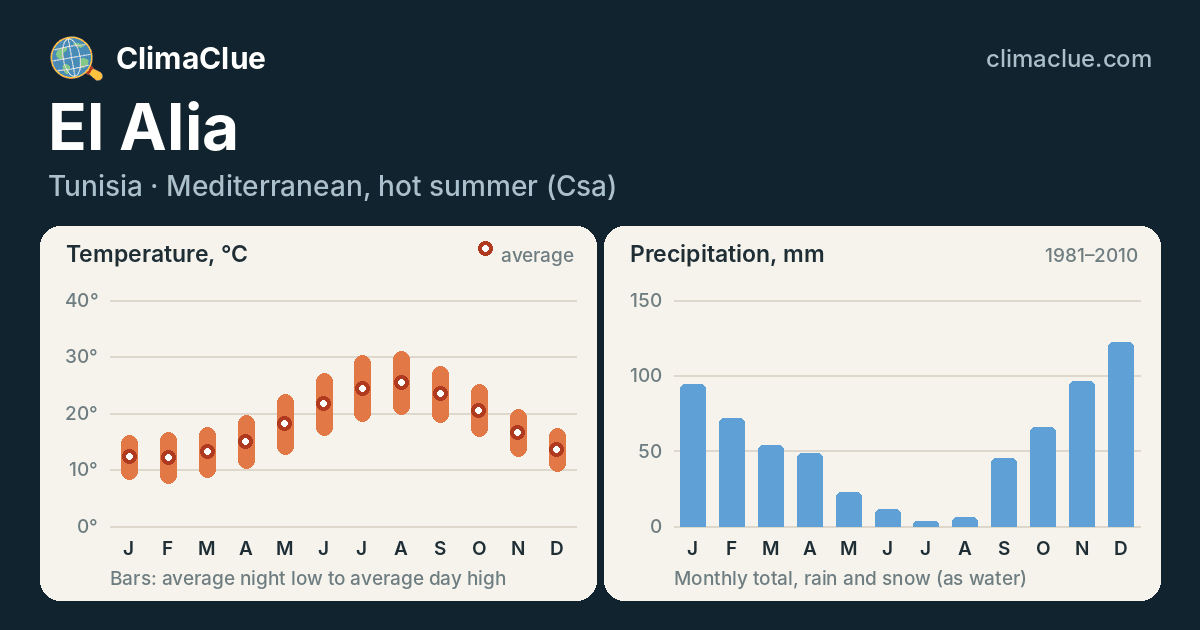 ClimaClue
climaclue.com
El Alia
Tunisia · Mediterranean, hot summer (Csa)
Temperature, °C
average
40°
30°
20°
10°
0°
J F M A M J J A S O N D
Bars: average night low to average day high
Precipitation, mm
1981–2010
150
100
50
0
J F M A M J J A S O N D
Monthly total, rain and snow (as water)